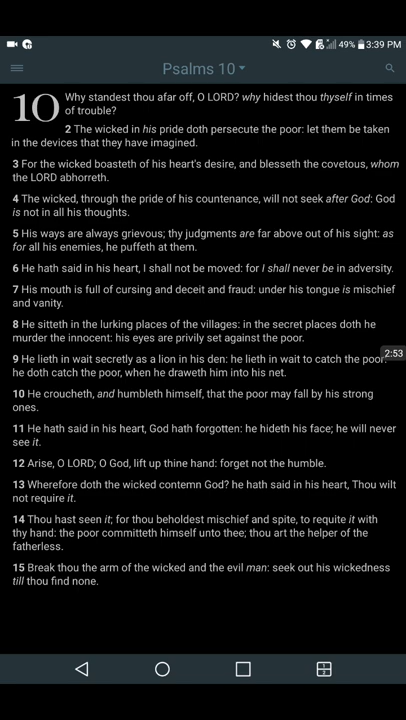 49% 3:39 PM
Psalms 10
10 Why standest thou afar off, O LORD? why hidest thou thyself in times
of trouble?
2 The wicked in his pride doth persecute the poor: let them be taken
in the devices that they have imagined.
3 For the wicked boasteth of his heart's desire, and blesseth the covetous, whom
the LORD abhorreth.
4 The wicked, through the pride of his countenance, will not seek after God: God
is not in all his thoughts.
5 His ways are always grievous; thy judgments are far above out of his sight: as
for all his enemies, he puffeth at them.
6 He hath said in his heart, I shall not be moved: for I shall never be in adversity.
7 His mouth is full of cursing and deceit and fraud: under his tongue is mischief
and vanity.
8 He sitteth in the lurking places of the villages: in the secret places doth he
murder the innocent: his eyes are privily set against the poor.
9 He lieth in wait secretly as a lion in his den: he lieth in wait to catch the poor:
2:53
he doth catch the poor, when he draweth him into his net.
10 He croucheth, and humbleth himself, that the poor may fall by his strong
ones.
11 He hath said in his heart, God hath forgotten: he hideth his face; he will never
see it.
12 Arise, O LORD; O God, lift up thine hand: forget not the humble.
13 Wherefore doth the wicked contemn God? he hath said in his heart, Thou wilt
not require it.
14 Thou hast seen it; for thou beholdest mischief and spite, to requite it with
thy hand: the poor committeth himself unto thee; thou art the helper of the
fatherless.
15 Break thou the arm of the wicked and the evil man: seek out his wickedness
till thou find none.